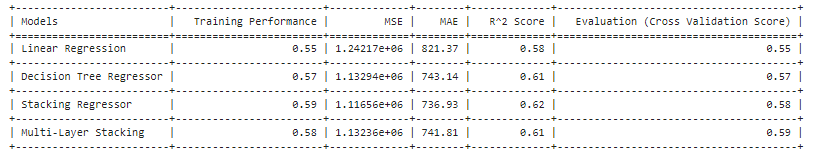 Models | Training Performance | MSE | MAE | R^2 Score | Evaluation (Cross Validation Score)
Linear Regression | 0.55 | 1.24217e+06 | 821.37 | 0.58 | 0.55
Decision Tree Regressor | 0.57 | 1.13294e+06 | 743.14 | 0.61 | 0.57
Stacking Regressor | 0.59 | 1.11656e+06 | 736.93 | 0.62 | 0.58
Multi-Layer Stacking | 0.58 | 1.13236e+06 | 741.81 | 0.61 | 0.59